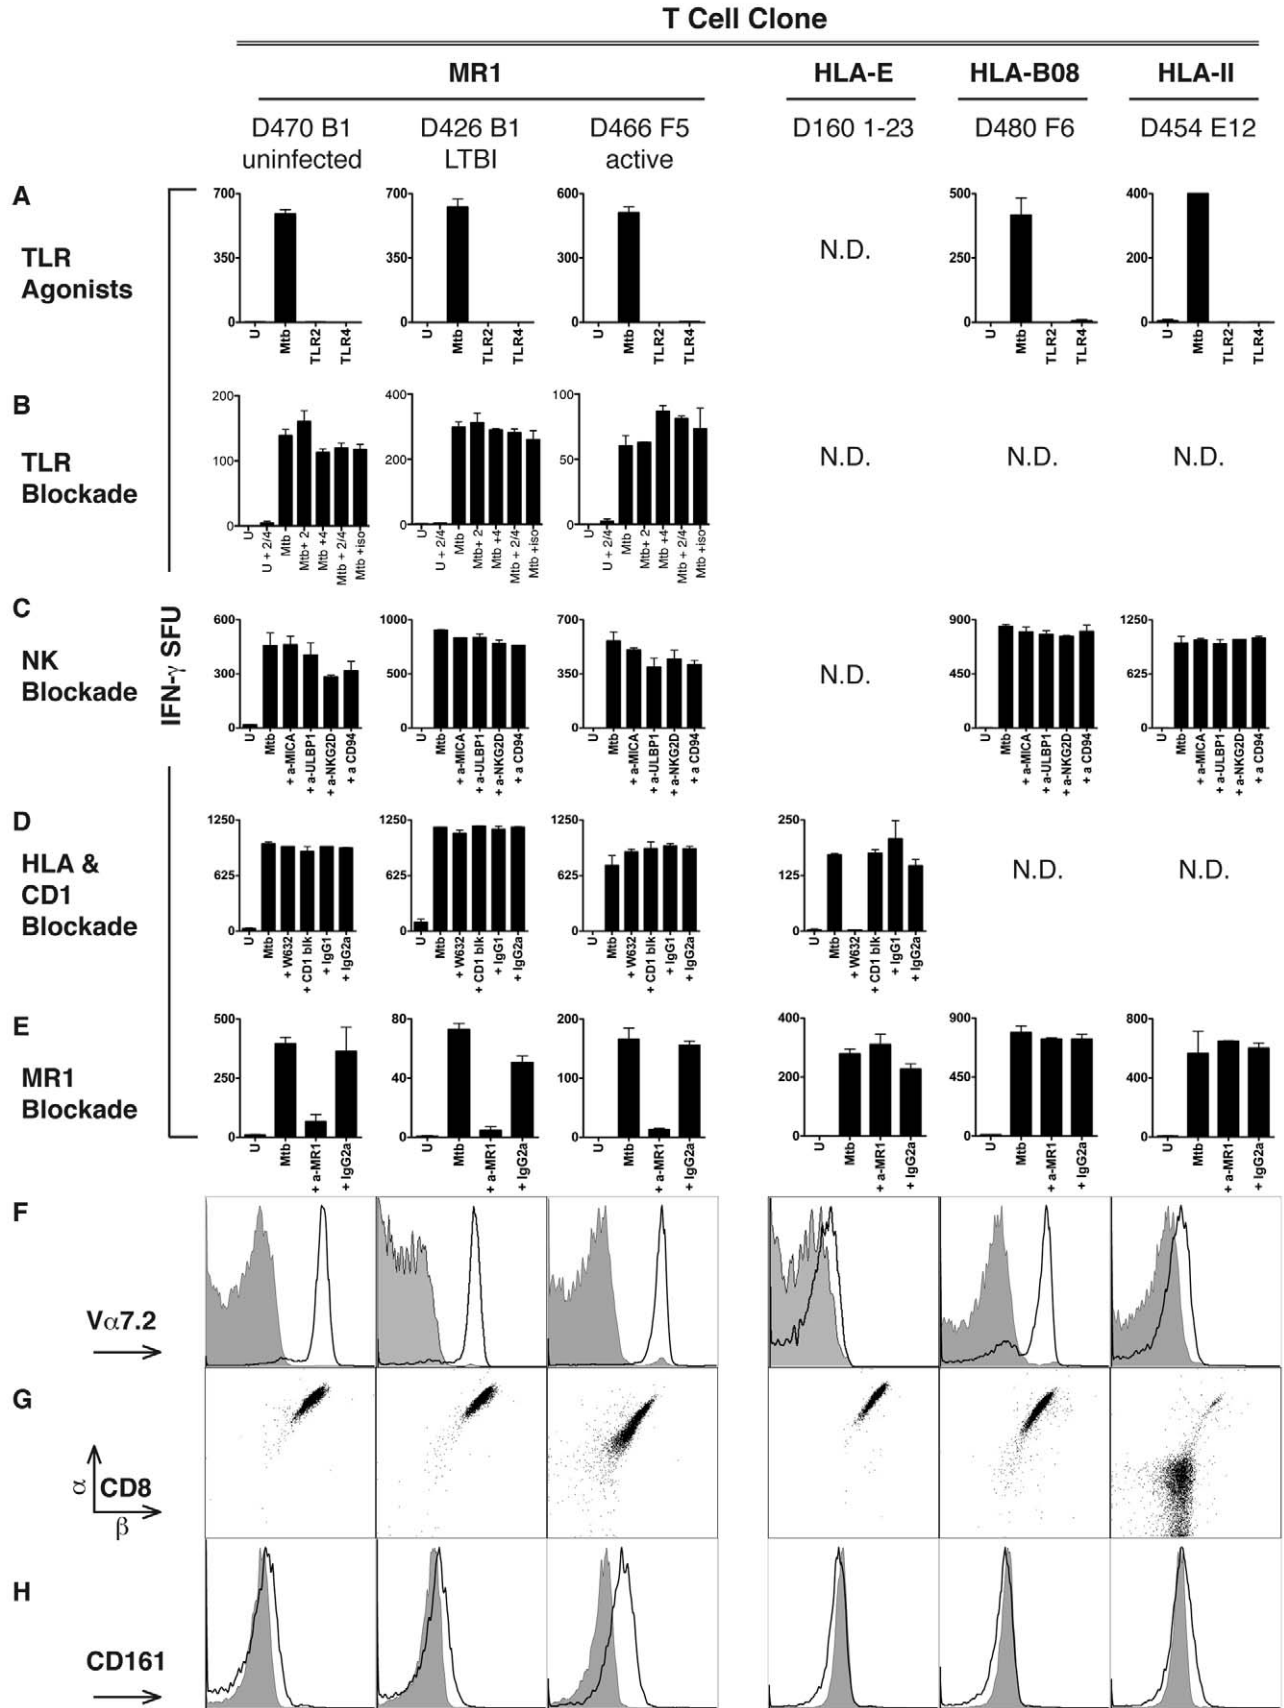 T Cell Clone
MR1
HLA-E
HLA-B08
HLA-II
D470 B1
uninfected
D426 B1
LTBI
D466 F5
active
D160 1-23
D480 F6
D454 E12
IFN-γ SFU
A
TLR
Agonists
700
350
0
U
Mtb
TLR2
TLR4
700
350
0
U
Mtb
TLR2
TLR4
600
300
0
U
Mtb
TLR2
TLR4
N.D.
500
250
0
U
Mtb
TLR2
TLR4
400
200
0
U
Mtb
TLR2
TLR4
B
TLR
Blockade
200
100
0
U
U + 2/4
Mtb
Mtb+ 2
Mtb +4
Mtb + 2/4
Mtb +iso
400
200
0
U
U + 2/4
Mtb
Mtb+ 2
Mtb +4
Mtb + 2/4
Mtb +iso
100
50
0
U
U + 2/4
Mtb
Mtb+ 2
Mtb +4
Mtb + 2/4
Mtb +iso
N.D.
N.D.
N.D.
C
NK
Blockade
600
300
0
U
Mtb
+ a-MICA
+ a-ULBP1
+ a-NKG2D
+ a CD94
1000
500
0
U
Mtb
+ a-MICA
+ a-ULBP1
+ a-NKG2D
+ a CD94
700
350
0
U
Mtb
+ a-MICA
+ a-ULBP1
+ a-NKG2D
+ a CD94
N.D.
900
450
0
U
Mtb
+ a-MICA
+ a-ULBP1
+ a-NKG2D
+ a CD94
1250
625
0
U
Mtb
+ a-MICA
+ a-ULBP1
+ a-NKG2D
+ a CD94
D
HLA &
CD1
Blockade
1250
625
0
U
Mtb
+ W632
+ CD1 blk
+ IgG1
+ IgG2a
1250
625
0
U
Mtb
+ W632
+ CD1 blk
+ IgG1
+ IgG2a
1250
625
0
U
Mtb
+ W632
+ CD1 blk
+ IgG1
+ IgG2a
250
125
0
U
Mtb
+ W632
+ CD1 blk
+ IgG1
+ IgG2a
N.D.
N.D.
E
MR1
Blockade
500
250
0
U
Mtb
+ a-MR1
+ IgG2a
80
40
0
U
Mtb
+ a-MR1
+ IgG2a
200
100
0
U
Mtb
+ a-MR1
+ IgG2a
400
200
0
U
Mtb
+ a-MR1
+ IgG2a
900
450
0
U
Mtb
+ a-MR1
+ IgG2a
800
400
0
U
Mtb
+ a-MR1
+ IgG2a
F
Vα7.2
G
α
CD8
β
H
CD161